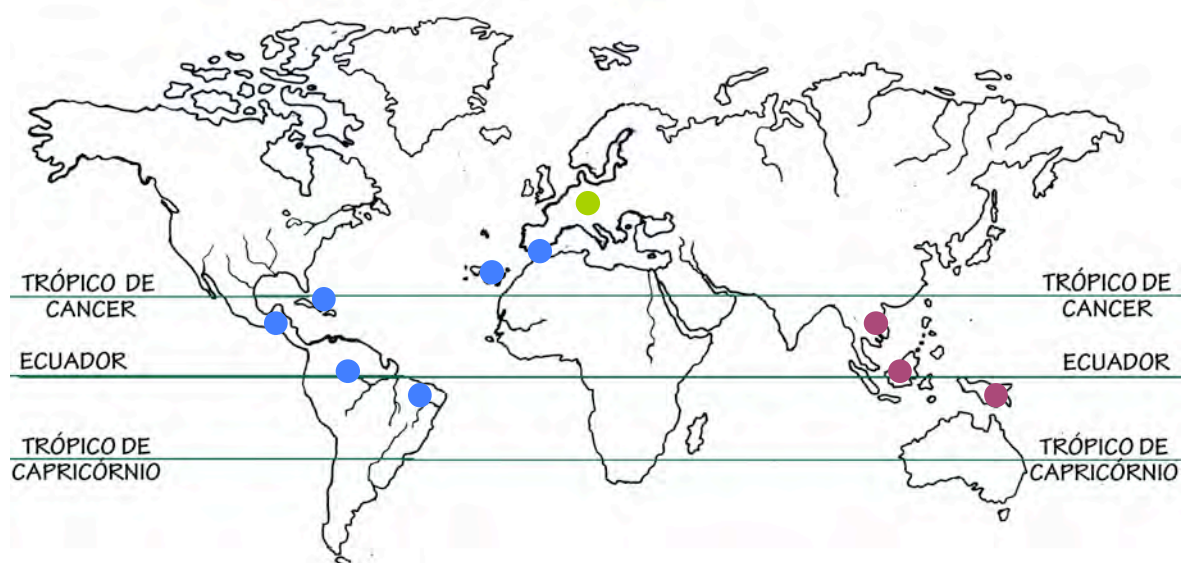 TRÓPICO DE
CANCER
ECUADOR
TRÓPICO DE
CAPRICÓRNIO
TRÓPICO DE
CANCER
ECUADOR
TRÓPICO DE
CAPRICÓRNIO